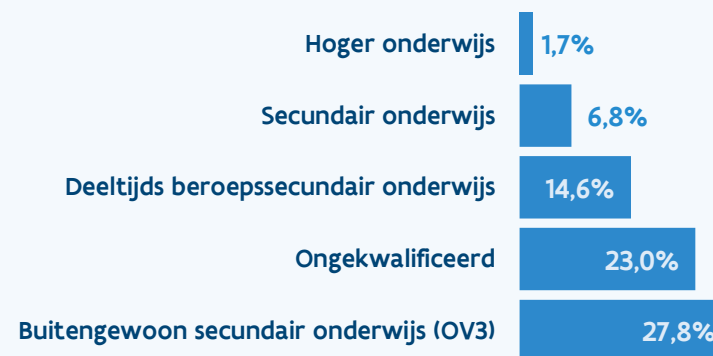 Hoger onderwijs 1,7%
Secundair onderwijs 6,8%
Deeltijds beroepssecundair onderwijs 14,6%
Ongekwalificeerd 23,0%
Buitengewoon secundair onderwijs (OV3) 27,8%